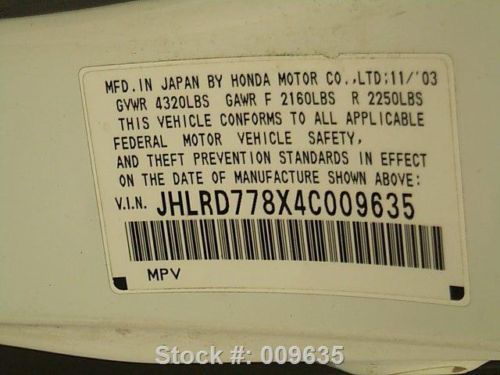 MFD. IN JAPAN BY HONDA MOTOR CO.,LTD:11/'03
GVWR 4320LBS GAWR F 2160LBS R 2250LBS
THIS VEHICLE CONFORMS TO ALL APPLICABLE
FEDERAL MOTOR VEHICLE SAFETY,
AND THEFT PREVENTION STANDARDS IN EFFECT
ON THE DATE OF MANUFACTURE SHOWN ABOVE:
V.I.N. JHLRD778X4C009635
MPV
Stock #: 009635